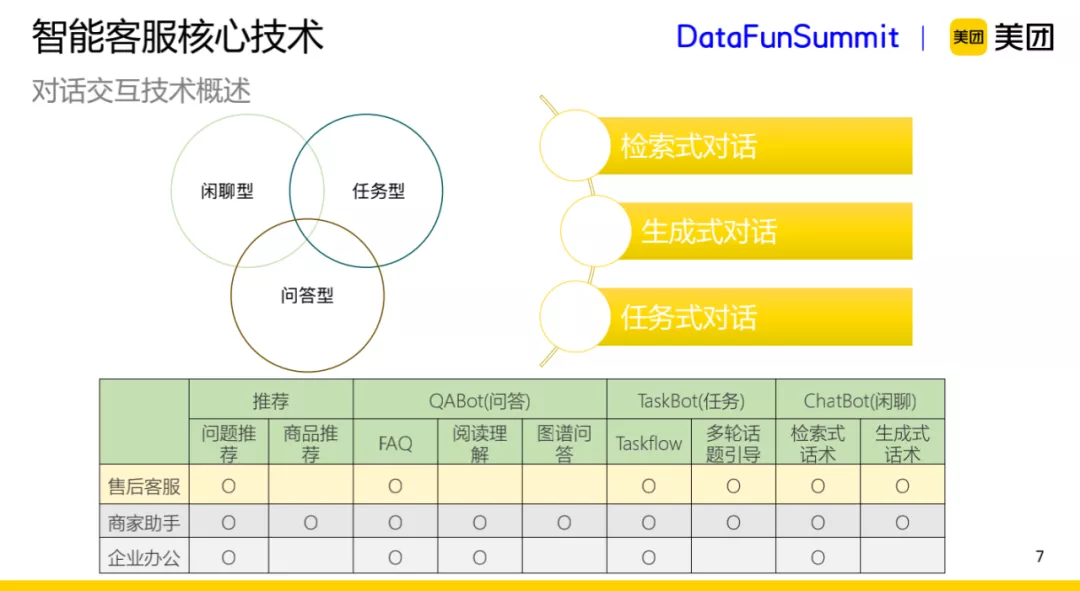 智能客服核心技术
DataFunSummit | 美团 美团
对话交互技术概述
闲聊型
任务型
问答型
检索式对话
生成式对话
任务式对话
推荐 QABot(问答) TaskBot(任务) ChatBot(闲聊)
问题推荐 商品推荐 FAQ 阅读理解 图谱问答 Taskflow 多轮话题引导 检索式话术 生成式话术
售后客服 O O O O O O
商家助手 O O O O O O O O O
企业办公 O O O O O
7